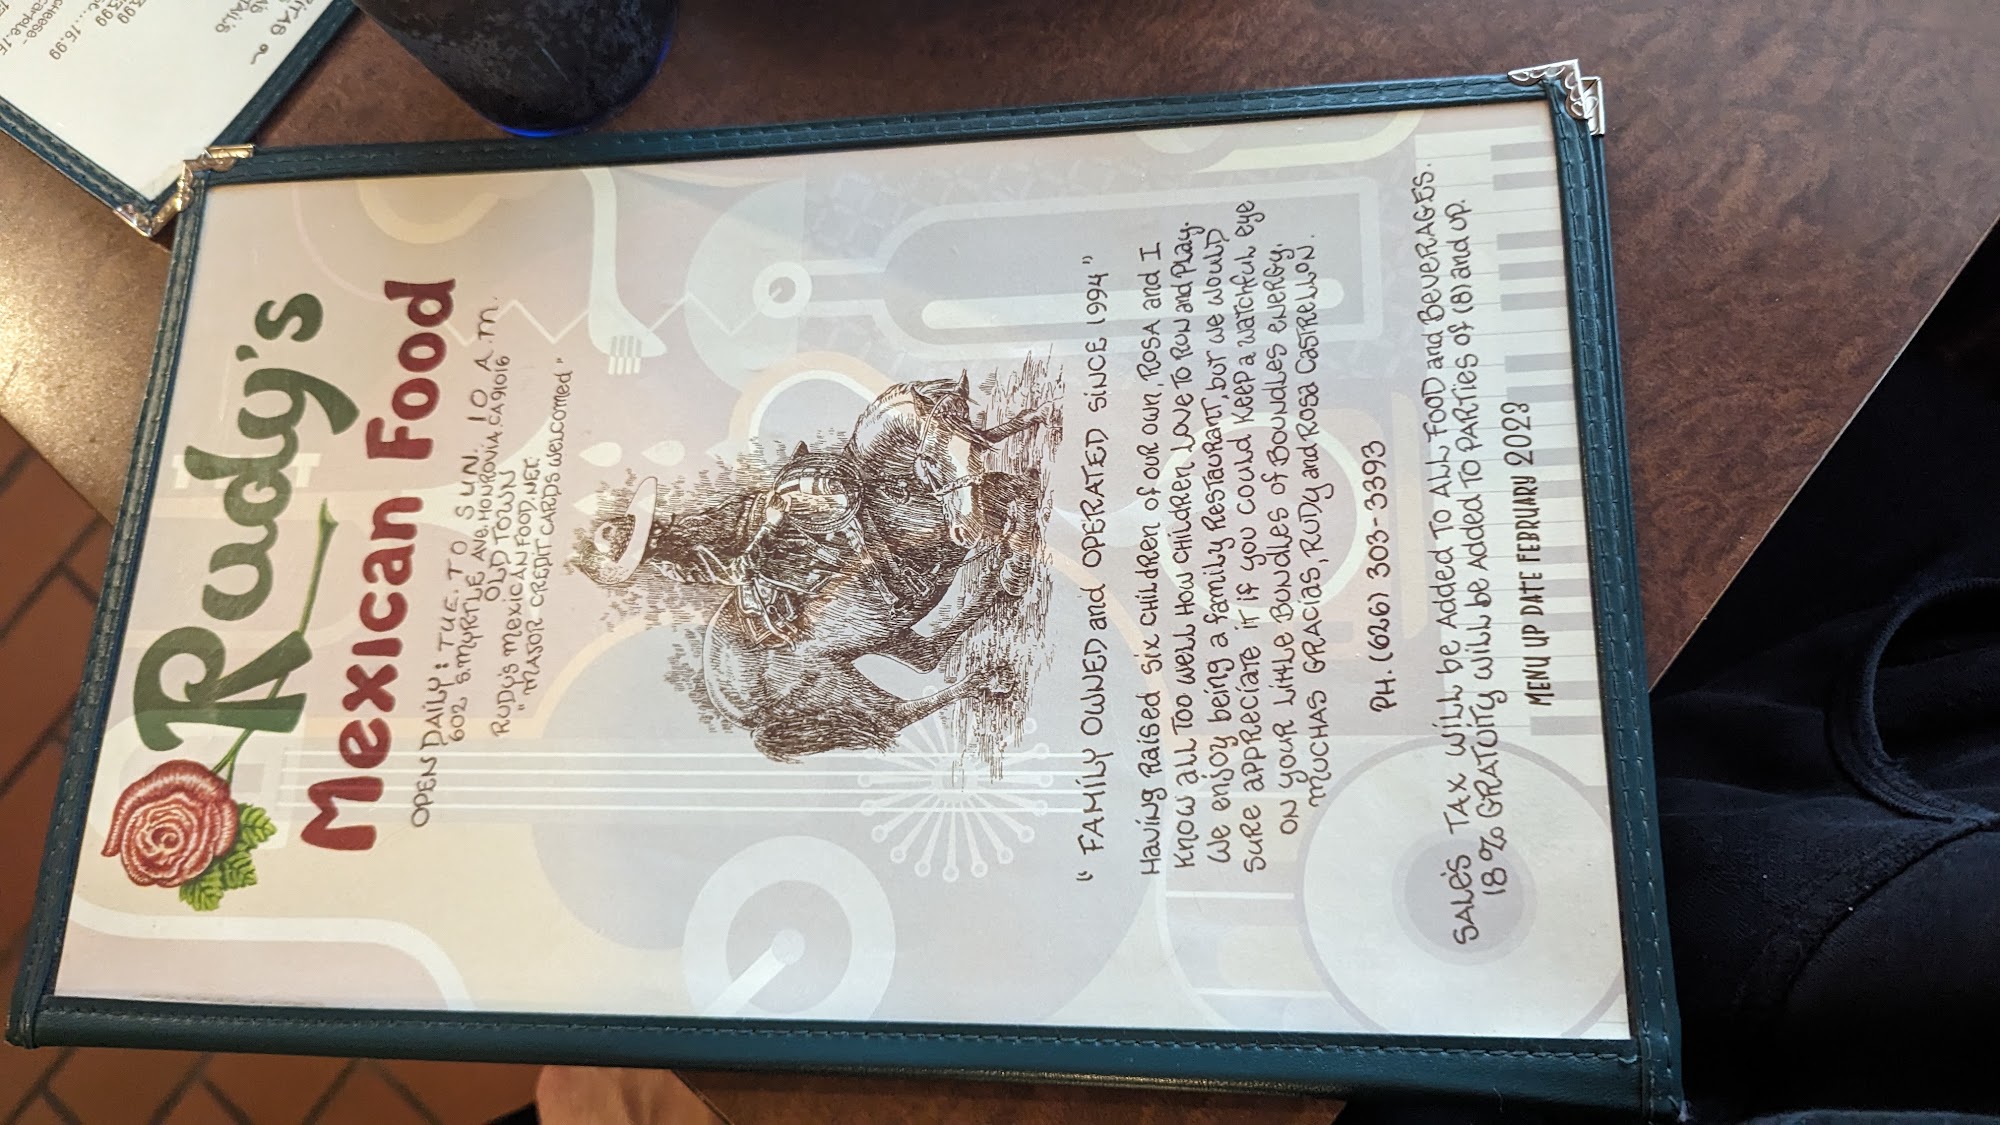 Rudy's
Mexican Food
OPEN DAILY: TUE. TO SUN. 10 A.M.
602 S. MYRTLE AVE. MONROVIA, CA 91016
OLD TOWN
RUDY'S MEXICAN FOOD.NET
"MAJOR CREDIT CARDS WELCOMED"
"FAMILY OWNED and OPERATED SINCE 1994"
Having Raised Six Children of our own, Rosa and I
Know all too well How children Love to Run and Play.
We enjoy being a family Restaurant, but we would
sure appreciate it if you could keep a watchful eye
on your little Bundles of Boundles energy.
Muchas Gracias, Rudy and Rosa Castrellon.
PH. (626) 303-3393
SALES TAX WILL be Added TO ALL FOOD and BEVERAGES.
18% GRATUITY WILL be ADDED TO PARTIES of (8) and up.
MENU UP DATE FEBRUARY 2023
15.99